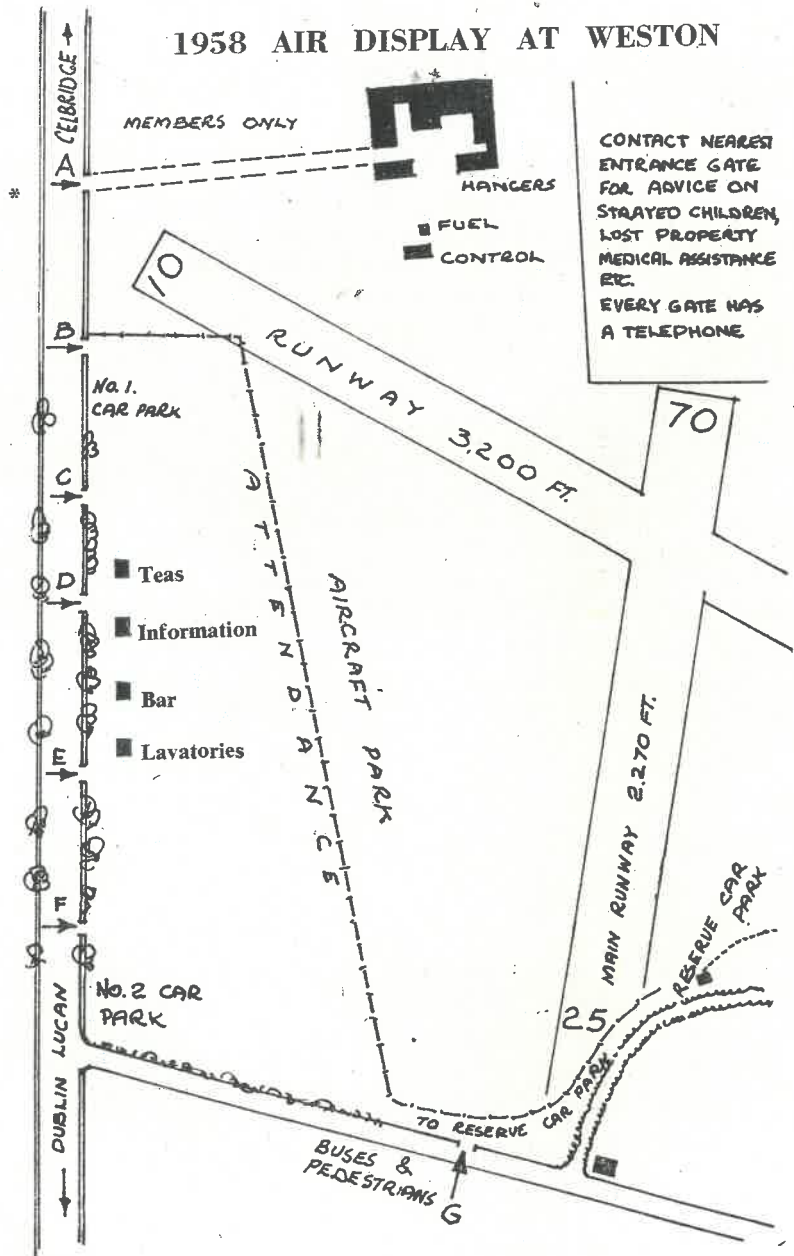 1958 AIR DISPLAY AT WESTON
CELBRIDGE
MEMBERS ONLY
A
*
HANGERS
FUEL
CONTROL
CONTACT NEAREST
ENTRANCE GATE
FOR ADVICE ON
STRAYED CHILDREN,
LOST PROPERTY
MEDICAL ASSISTANCE
ETC.
EVERY GATE HAS
A TELEPHONE
10
RUNWAY 3,200 FT.
70
B
No. 1.
CAR PARK
C
D
Teas
Information
Bar
Lavatories
E
F
ATTENDANCE
AIRCRAFT PARK
MAIN RUNWAY 2.270 FT.
25
RESERVE CAR
PARK
No. 2 CAR
PARK
DUBLIN LUCAN
TO RESERVE CAR PARK
BUSES &
PEDESTRIANS
G